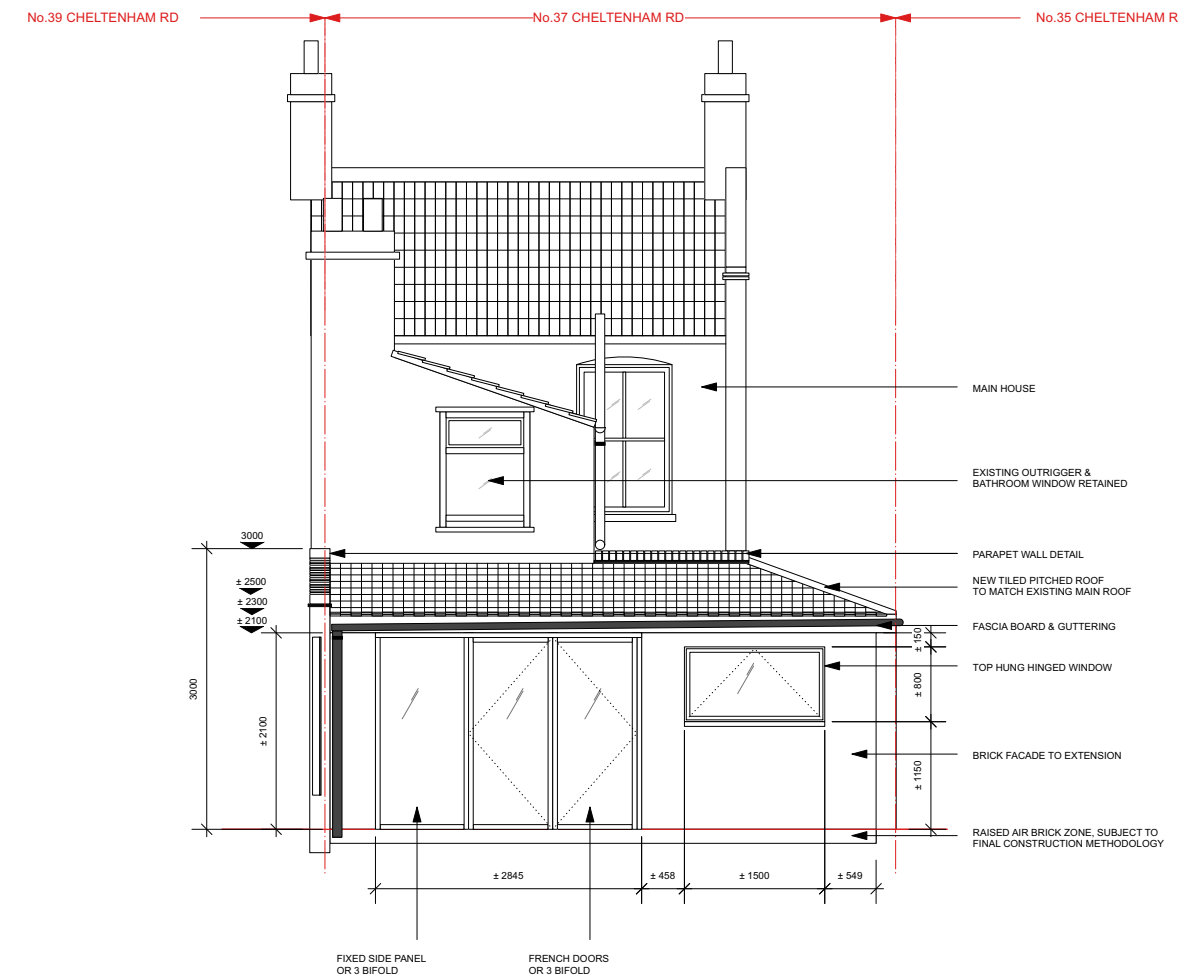 No.39 CHELTENHAM RD
No.37 CHELTENHAM RD
No.35 CHELTENHAM R
MAIN HOUSE
EXISTING OUTRIGGER &
BATHROOM WINDOW RETAINED
3000
PARAPET WALL DETAIL
± 2500
NEW TILED PITCHED ROOF
TO MATCH EXISTING MAIN ROOF
± 2300
± 2100
FASCIA BOARD & GUTTERING
± 150
TOP HUNG HINGED WINDOW
± 800
3000
± 2100
BRICK FACADE TO EXTENSION
± 1150
RAISED AIR BRICK ZONE, SUBJECT TO
FINAL CONSTRUCTION METHODOLOGY
± 2845
± 458
± 1500
± 549
FIXED SIDE PANEL
OR 3 BIFOLD
FRENCH DOORS
OR 3 BIFOLD